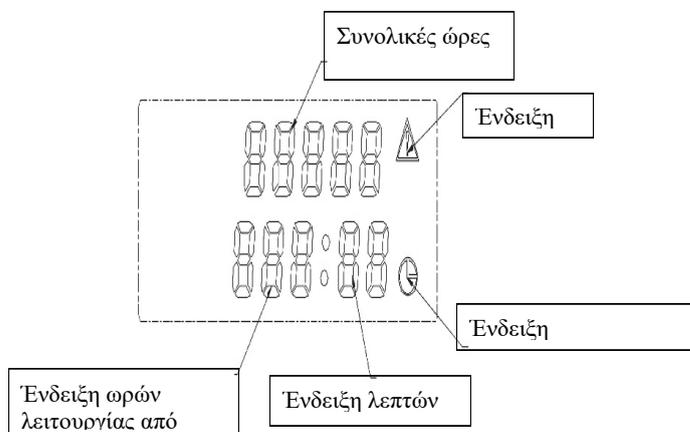 Συνολικές ώρες
Ένδειξη
Ένδειξη
Ένδειξη ωρών
λειτουργίας από
Ένδειξη λεπτών